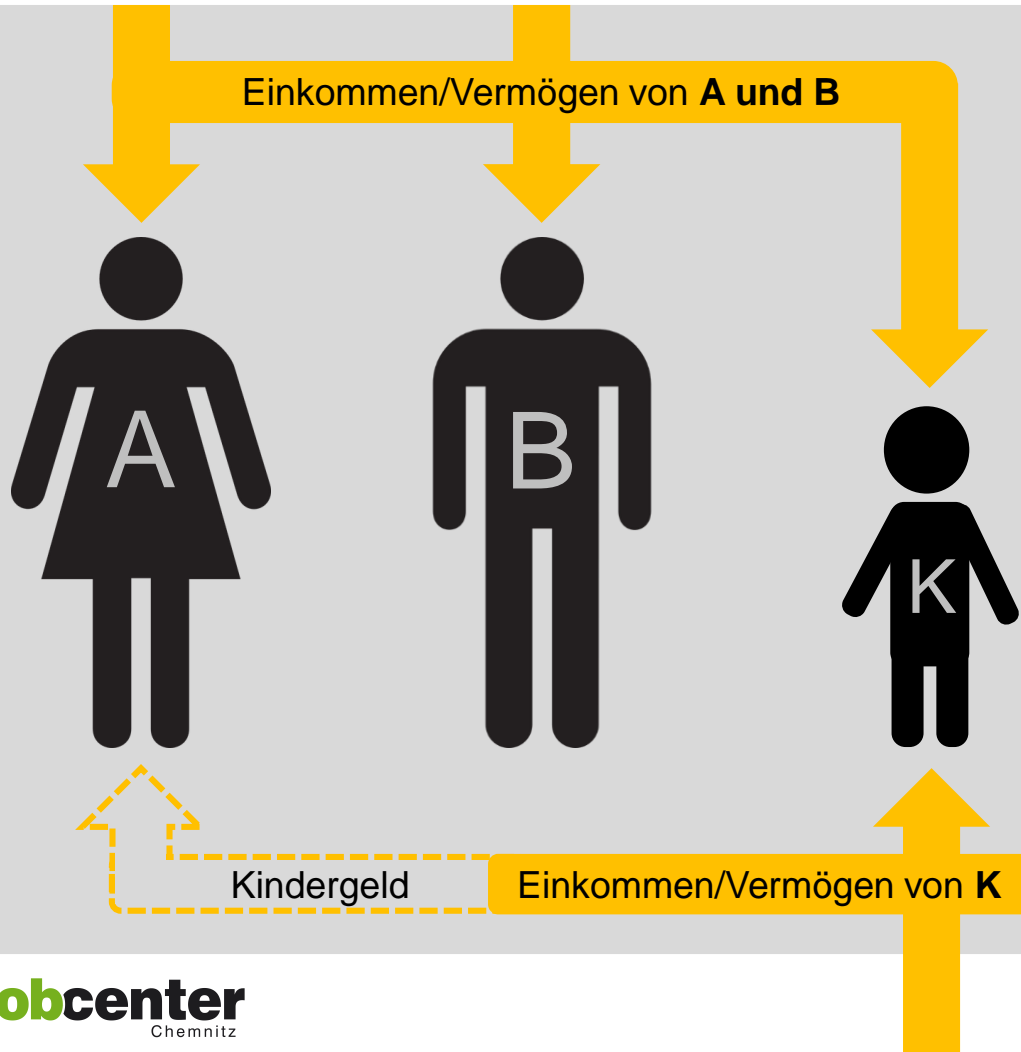 Einkommen/Vermögen von A und B
A
B
K
Kindergeld
Einkommen/Vermögen von K
obcenter
Chemnitz